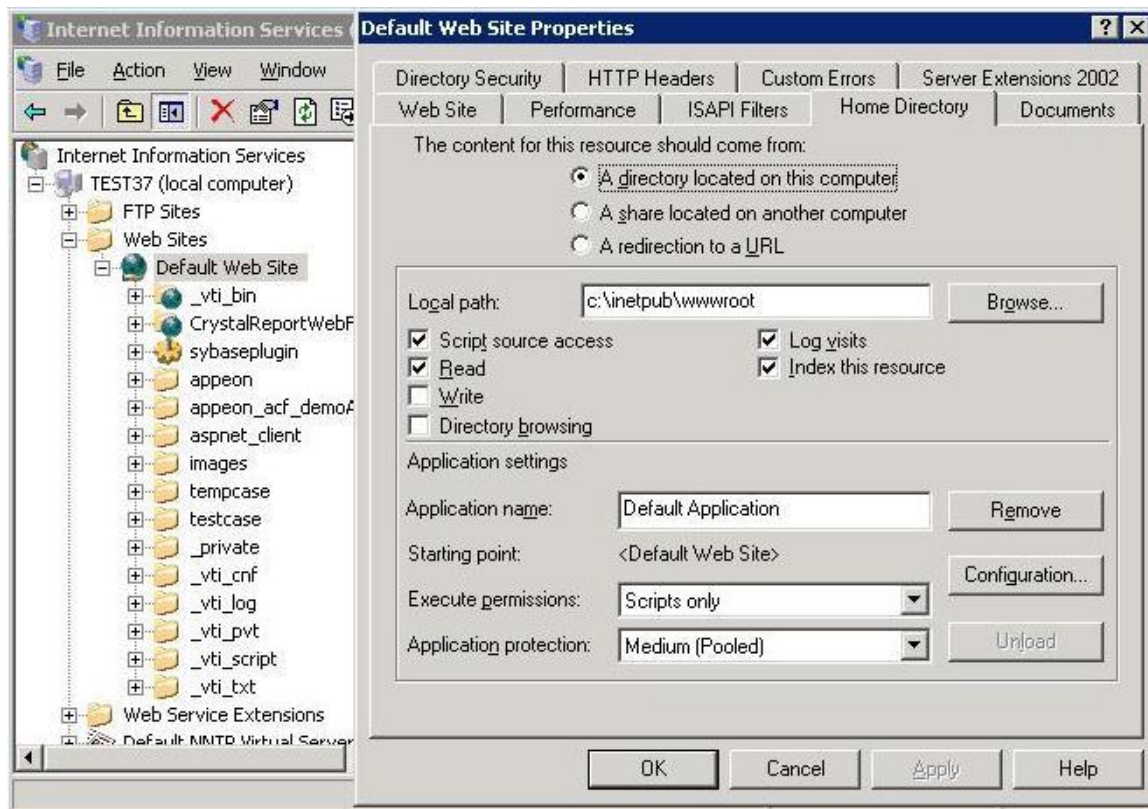 Internet Information Services (
File Action View Window
Internet Information Services
TEST37 (local computer)
FTP Sites
Web Sites
Default Web Site
_vti_bin
CrystalReportWebF
sybaseplugin
appeon
appeon_acf_demoA
aspnet_client
images
tempcase
testcase
_private
_vti_cnf
_vti_log
_vti_pvt
_vti_script
_vti_txt
Web Service Extensions
Default NNTP Virtual Server
Default Web Site Properties
Directory Security HTTP Headers Custom Errors Server Extensions 2002
Web Site Performance ISAPI Filters Home Directory Documents
The content for this resource should come from:
A directory located on this computer
A share located on another computer
A redirection to a URL
Local path: c:\inetpub\wwwroot Browse...
Script source access Log visits
Read Index this resource
Write
Directory browsing
Application settings
Application name: Default Application Remove
Starting point: <Default Web Site>
Configuration...
Execute permissions: Scripts only
Application protection: Medium (Pooled) Unload
OK Cancel Apply Help